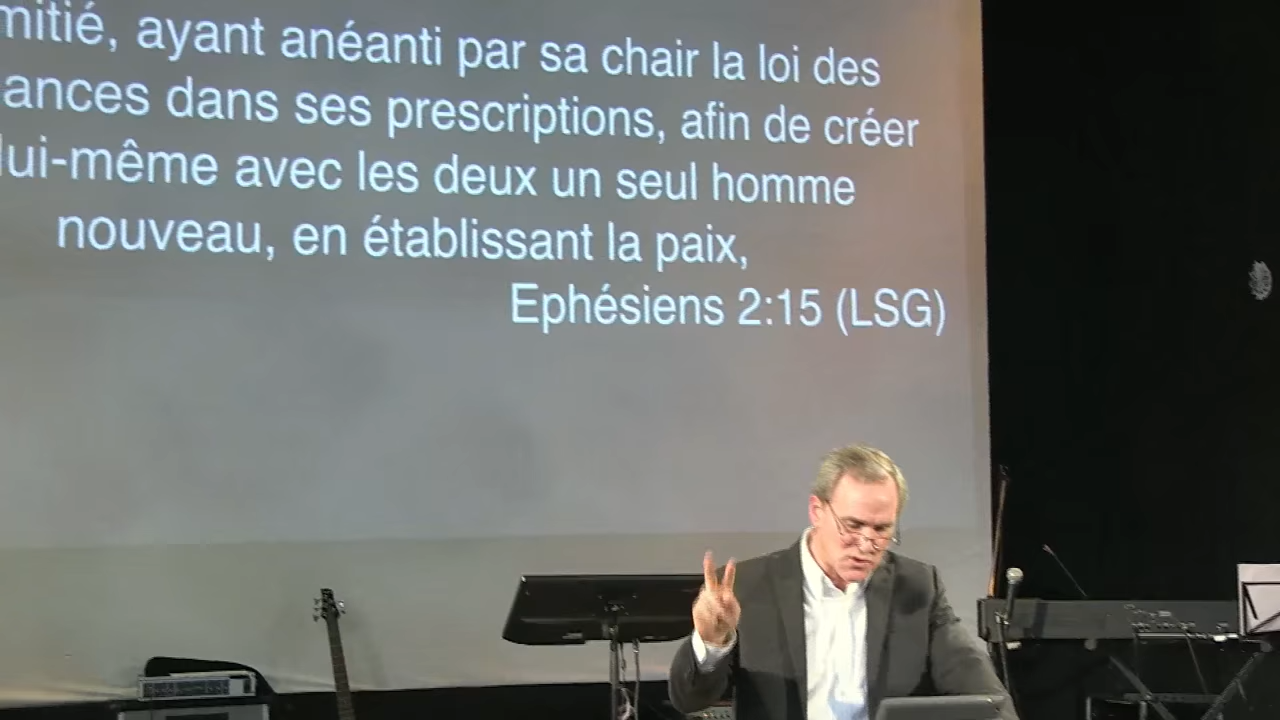 mitié, ayant anéanti par sa chair la loi des
ances dans ses prescriptions, afin de créer
lui-même avec les deux un seul homme
nouveau, en établissant la paix,
Ephésiens 2:15 (LSG)